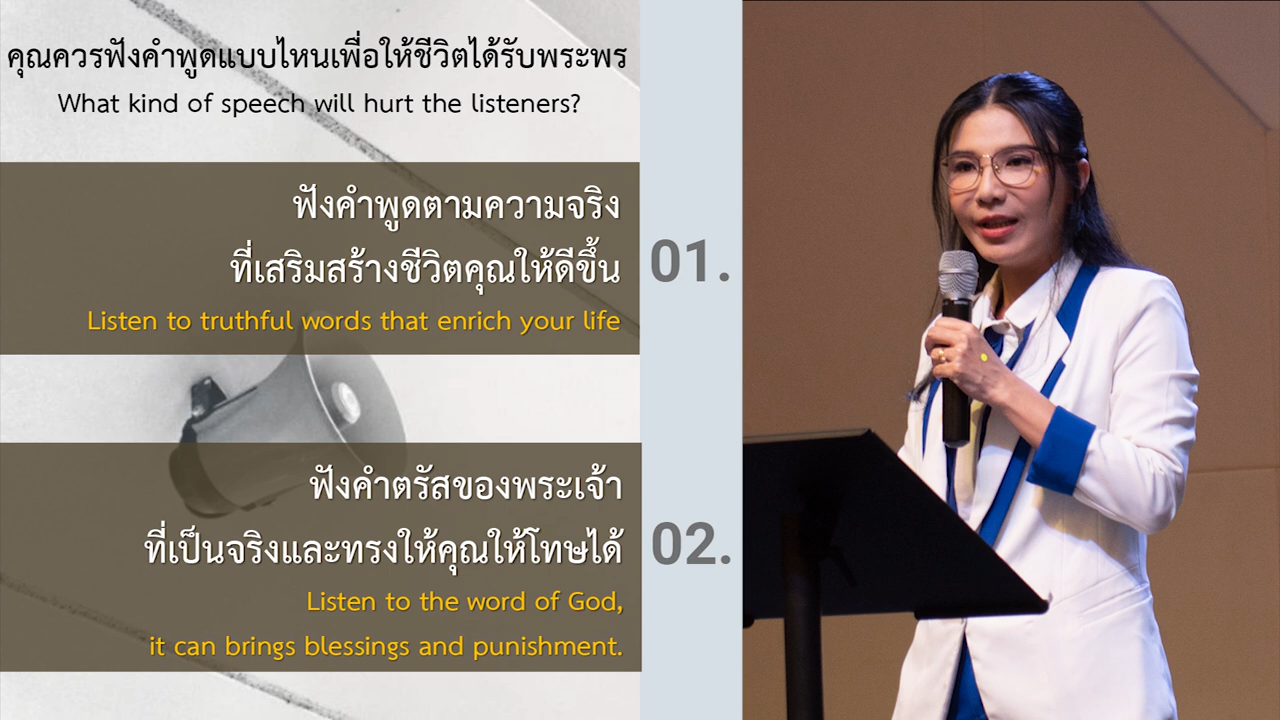 คุณควรฟังคำพูดแบบไหนเพื่อให้ชีวิตได้รับพระพร
What kind of speech will hurt the listeners?
ฟังคำพูดตามความจริง
ที่เสริมสร้างชีวิตคุณให้ดีขึ้น
Listen to truthful words that enrich your life
01.
ฟังคำตรัสของพระเจ้า
ที่เป็นจริงและทรงให้คุณให้โทษได้
Listen to the word of God,
it can brings blessings and punishment.
02.